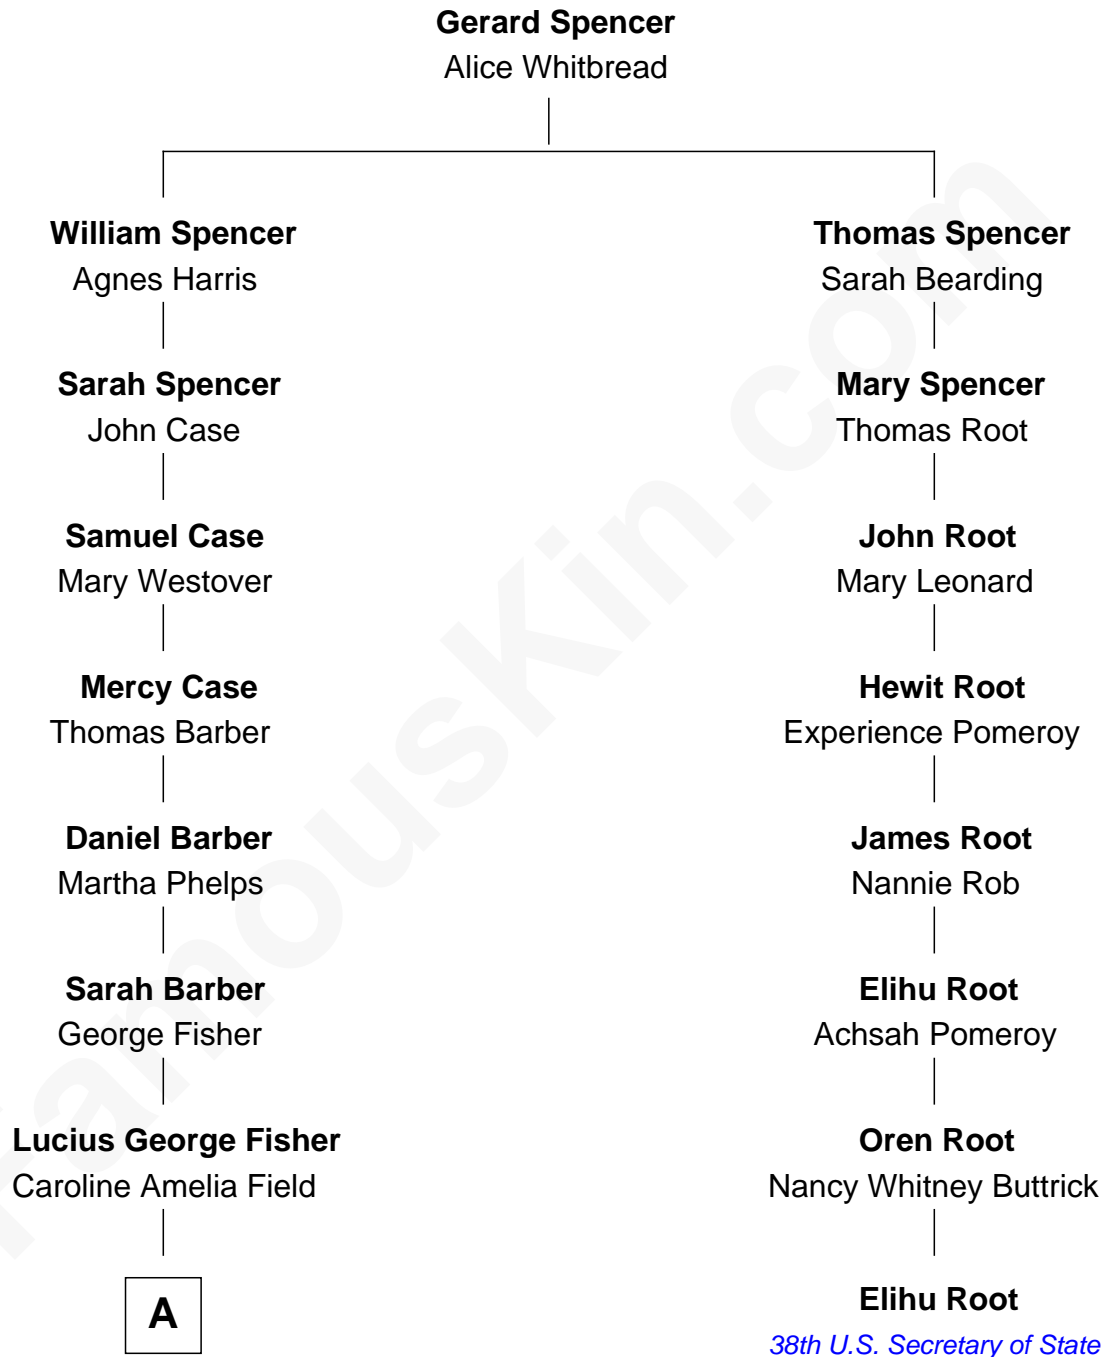 Gerard Spencer
Alice Whitbread
William Spencer
Agnes Harris
Thomas Spencer
Sarah Bearding
Sarah Spencer
John Case
Mary Spencer
Thomas Root
Samuel Case
Mary Westover
John Root
Mary Leonard
Mercy Case
Thomas Barber
Hewit Root
Experience Pomeroy
Daniel Barber
Martha Phelps
James Root
Nannie Rob
Sarah Barber
George Fisher
Elihu Root
Achsah Pomeroy
Lucius George Fisher
Caroline Amelia Field
Oren Root
Nancy Whitney Buttrick
A
Elihu Root
38th U.S. Secretary of State
FamousKin.com